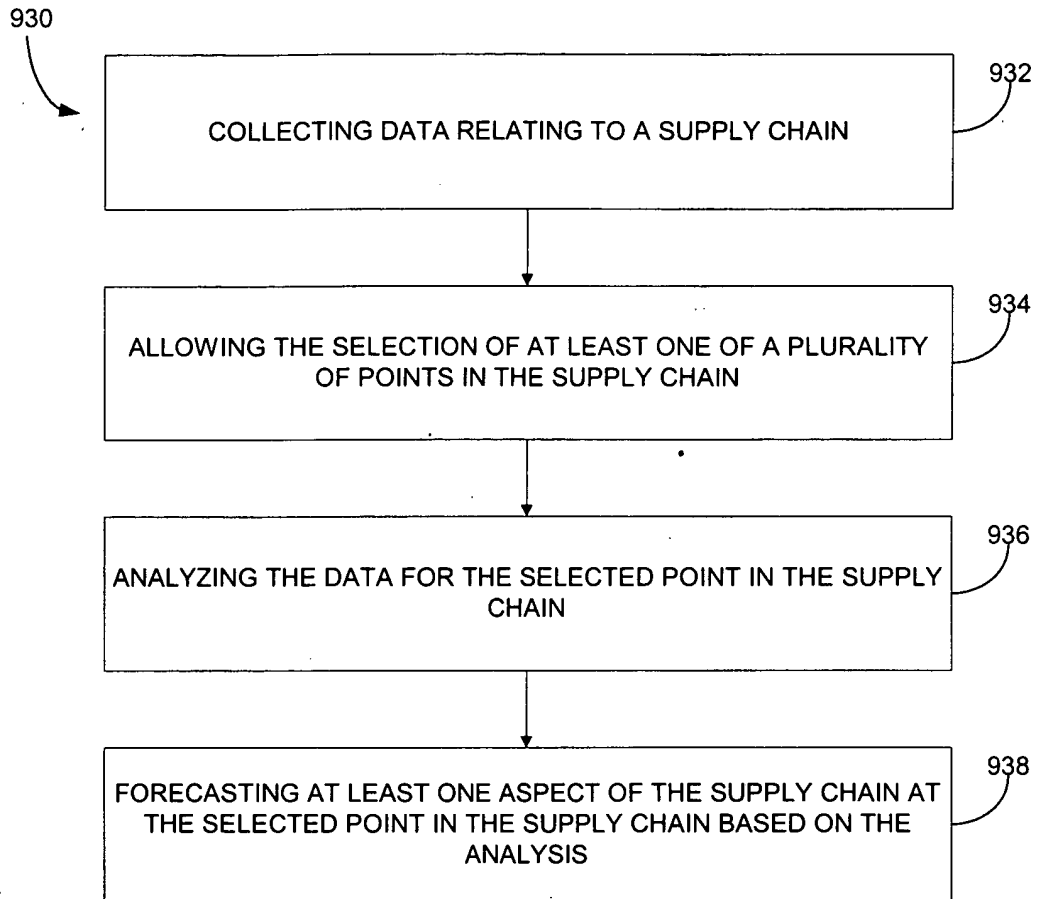 930
932
COLLECTING DATA RELATING TO A SUPPLY CHAIN
934
ALLOWING THE SELECTION OF AT LEAST ONE OF A PLURALITY
OF POINTS IN THE SUPPLY CHAIN
936
ANALYZING THE DATA FOR THE SELECTED POINT IN THE SUPPLY
CHAIN
938
FORECASTING AT LEAST ONE ASPECT OF THE SUPPLY CHAIN AT
THE SELECTED POINT IN THE SUPPLY CHAIN BASED ON THE
ANALYSIS